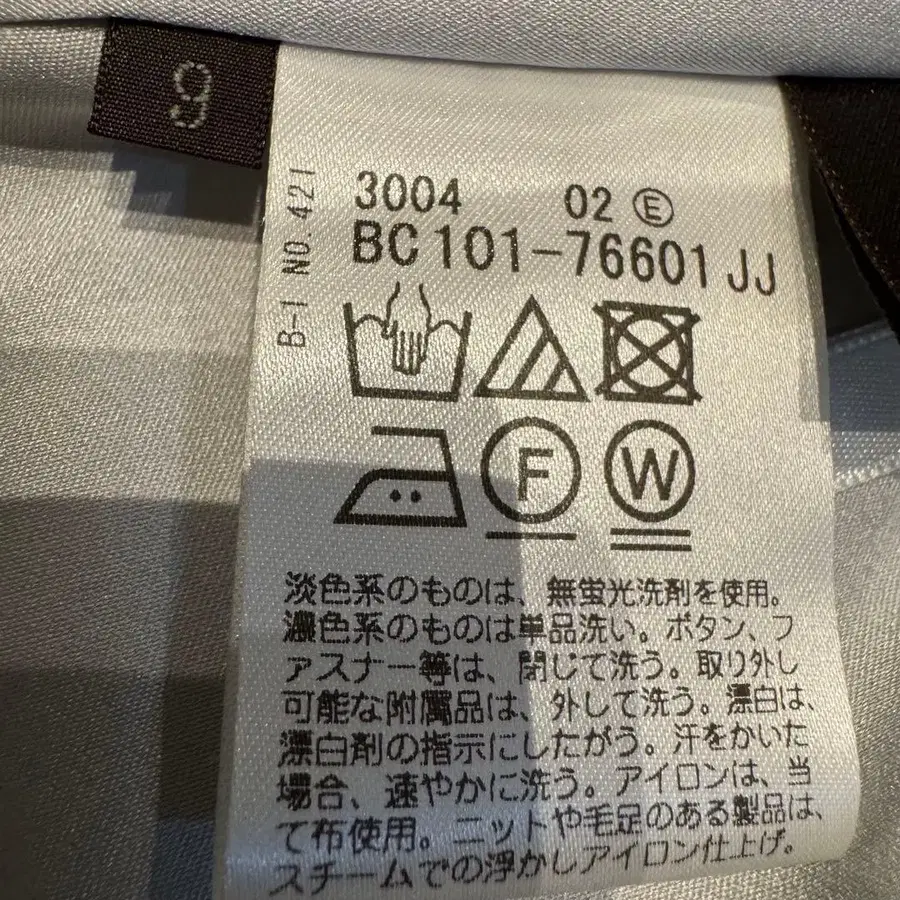 9
B-1 NO.421
3004 02 Ⓔ
BC101-76601JJ
F W
淡色系のものは、無蛍光洗剤を使用。
濃色系のものは単品洗い。ボタン、フ
ァスナー等は、閉じて洗う。取り外し
可能な附属品は、外して洗う。漂白は、
漂白剤の指示にしたがう。汗をかいた
場合、速やかに洗う。アイロンは、当
て布使用。ニットや毛足のある製品は、
スチームでの浮かしアイロン仕上げ。